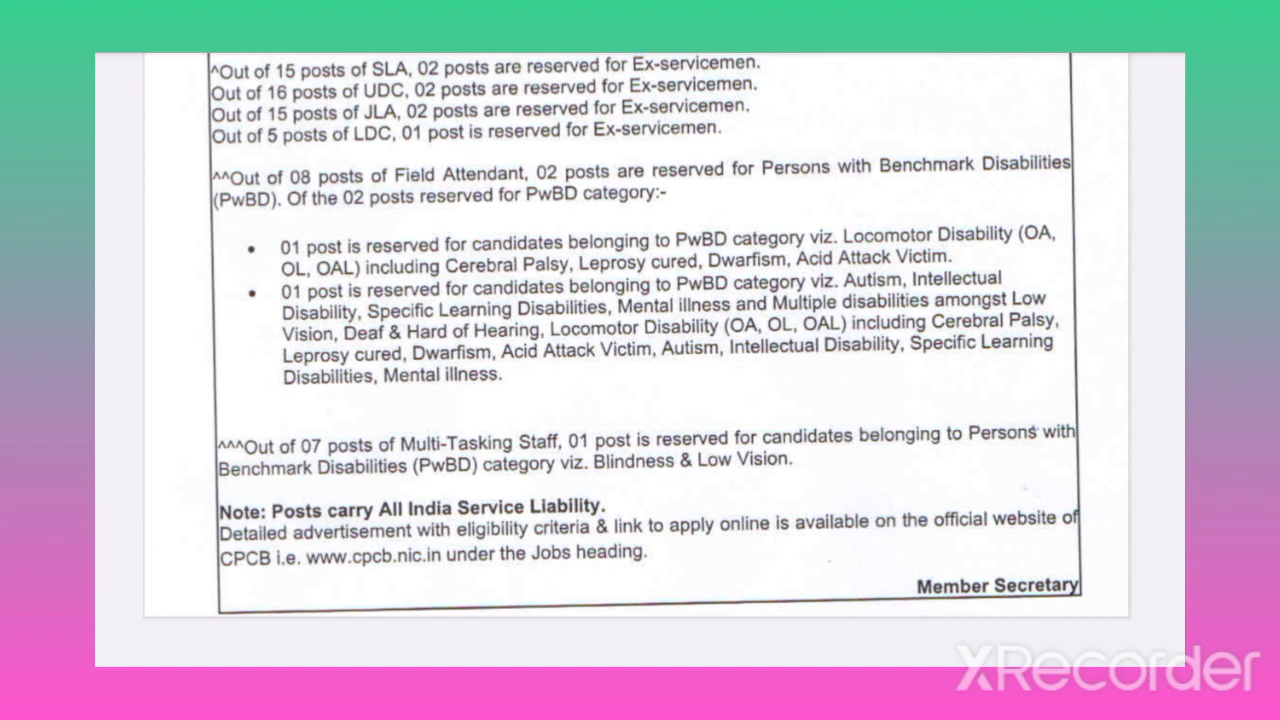 ^Out of 15 posts of SLA, 02 posts are reserved for Ex-servicemen.
Out of 16 posts of UDC, 02 posts are reserved for Ex-servicemen.
Out of 15 posts of JLA, 02 posts are reserved for Ex-servicemen.
Out of 5 posts of LDC, 01 post is reserved for Ex-servicemen.
^^Out of 08 posts of Field Attendant, 02 posts are reserved for Persons with Benchmark Disabilities
(PwBD). Of the 02 posts reserved for PwBD category:-
• 01 post is reserved for candidates belonging to PwBD category viz. Locomotor Disability (OA,
OL, OAL) including Cerebral Palsy, Leprosy cured, Dwarfism, Acid Attack Victim.
• 01 post is reserved for candidates belonging to PwBD category viz. Autism, Intellectual
Disability, Specific Learning Disabilities, Mental illness and Multiple disabilities amongst Low
Vision, Deaf & Hard of Hearing, Locomotor Disability (OA, OL, OAL) including Cerebral Palsy,
Leprosy cured, Dwarfism, Acid Attack Victim, Autism, Intellectual Disability, Specific Learning
Disabilities, Mental illness.
^^^Out of 07 posts of Multi-Tasking Staff, 01 post is reserved for candidates belonging to Persons with
Benchmark Disabilities (PwBD) category viz. Blindness & Low Vision.
Note: Posts carry All India Service Liability.
Detailed advertisement with eligibility criteria & link to apply online is available on the official website of
CPCB i.e. www.cpcb.nic.in under the Jobs heading.
Member Secretary
XRecorder